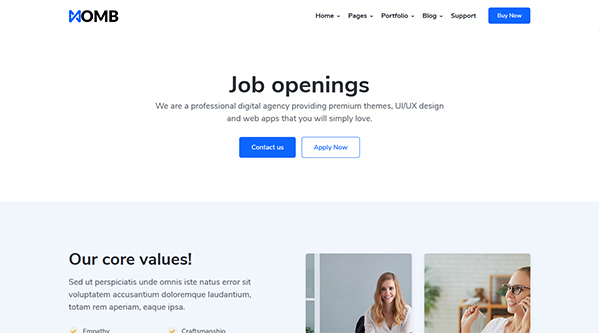 XOMB
Home Pages Portfolio Blog Support Buy Now
Job openings
We are a professional digital agency providing premium themes, UI/UX design
and web apps that you will simply love.
Contact us Apply Now
Our core values!
Sed ut perspiciatis unde omnis iste natus error sit
voluptatem accusantium doloremque laudantium,
totam rem aperiam, eaque ipsa.
Empathy Craftsmanship